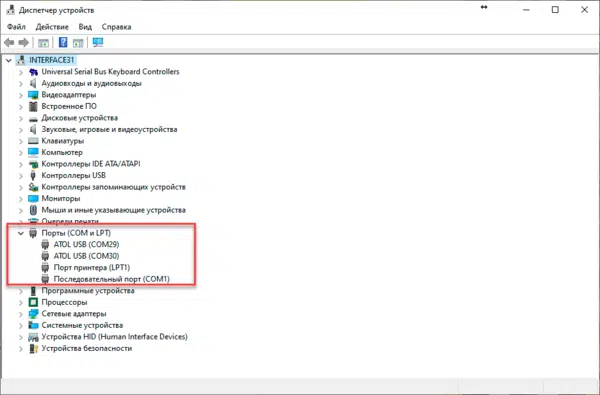 Диспетчер устройств
Файл Действие Вид Справка
INTERFACE31
Universal Serial Bus Keyboard Controllers
Аудиовходы и аудиовыходы
Видеоадаптеры
Встроенное ПО
Дисковые устройства
Звуковые, игровые и видеоустройства
Клавиатуры
Компьютер
Контроллеры IDE ATA/ATAPI
Контроллеры USB
Контроллеры запоминающих устройств
Мониторы
Мыши и иные указывающие устройства
Очереди печати
Порты (COM и LPT)
ATOL USB (COM29)
ATOL USB (COM30)
Порт принтера (LPT1)
Последовательный порт (COM1)
Программные устройства
Процессоры
Сетевые адаптеры
Системные устройства
Устройства HID (Human Interface Devices)
Устройства безопасности